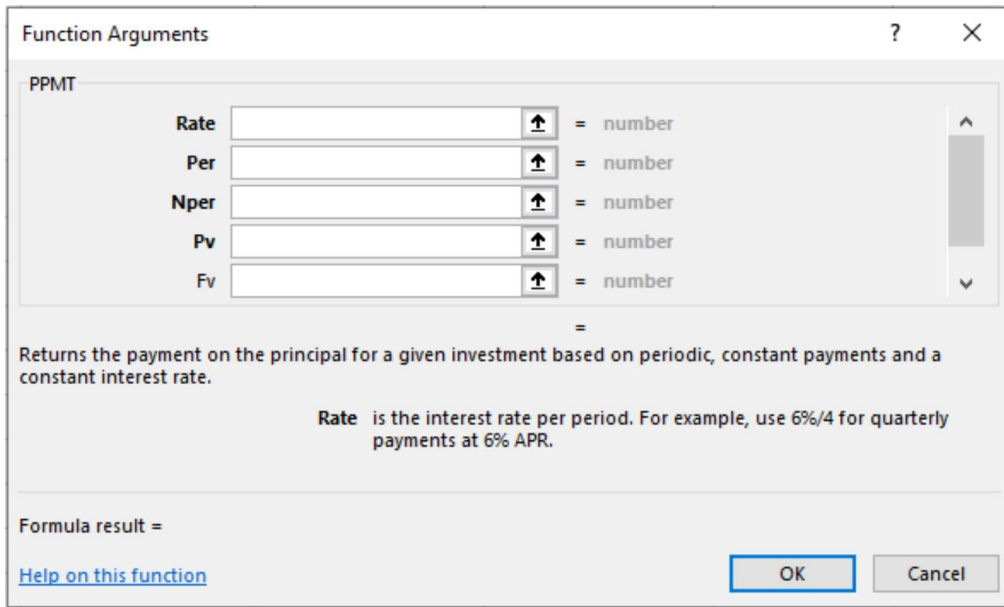 Function Arguments ? ×
PPMT
Rate = number
Per = number
Nper = number
Pv = number
Fv = number
=
Returns the payment on the principal for a given investment based on periodic, constant payments and a
constant interest rate.
Rate is the interest rate per period. For example, use 6%/4 for quarterly
payments at 6% APR.
Formula result =
Help on this function OK Cancel